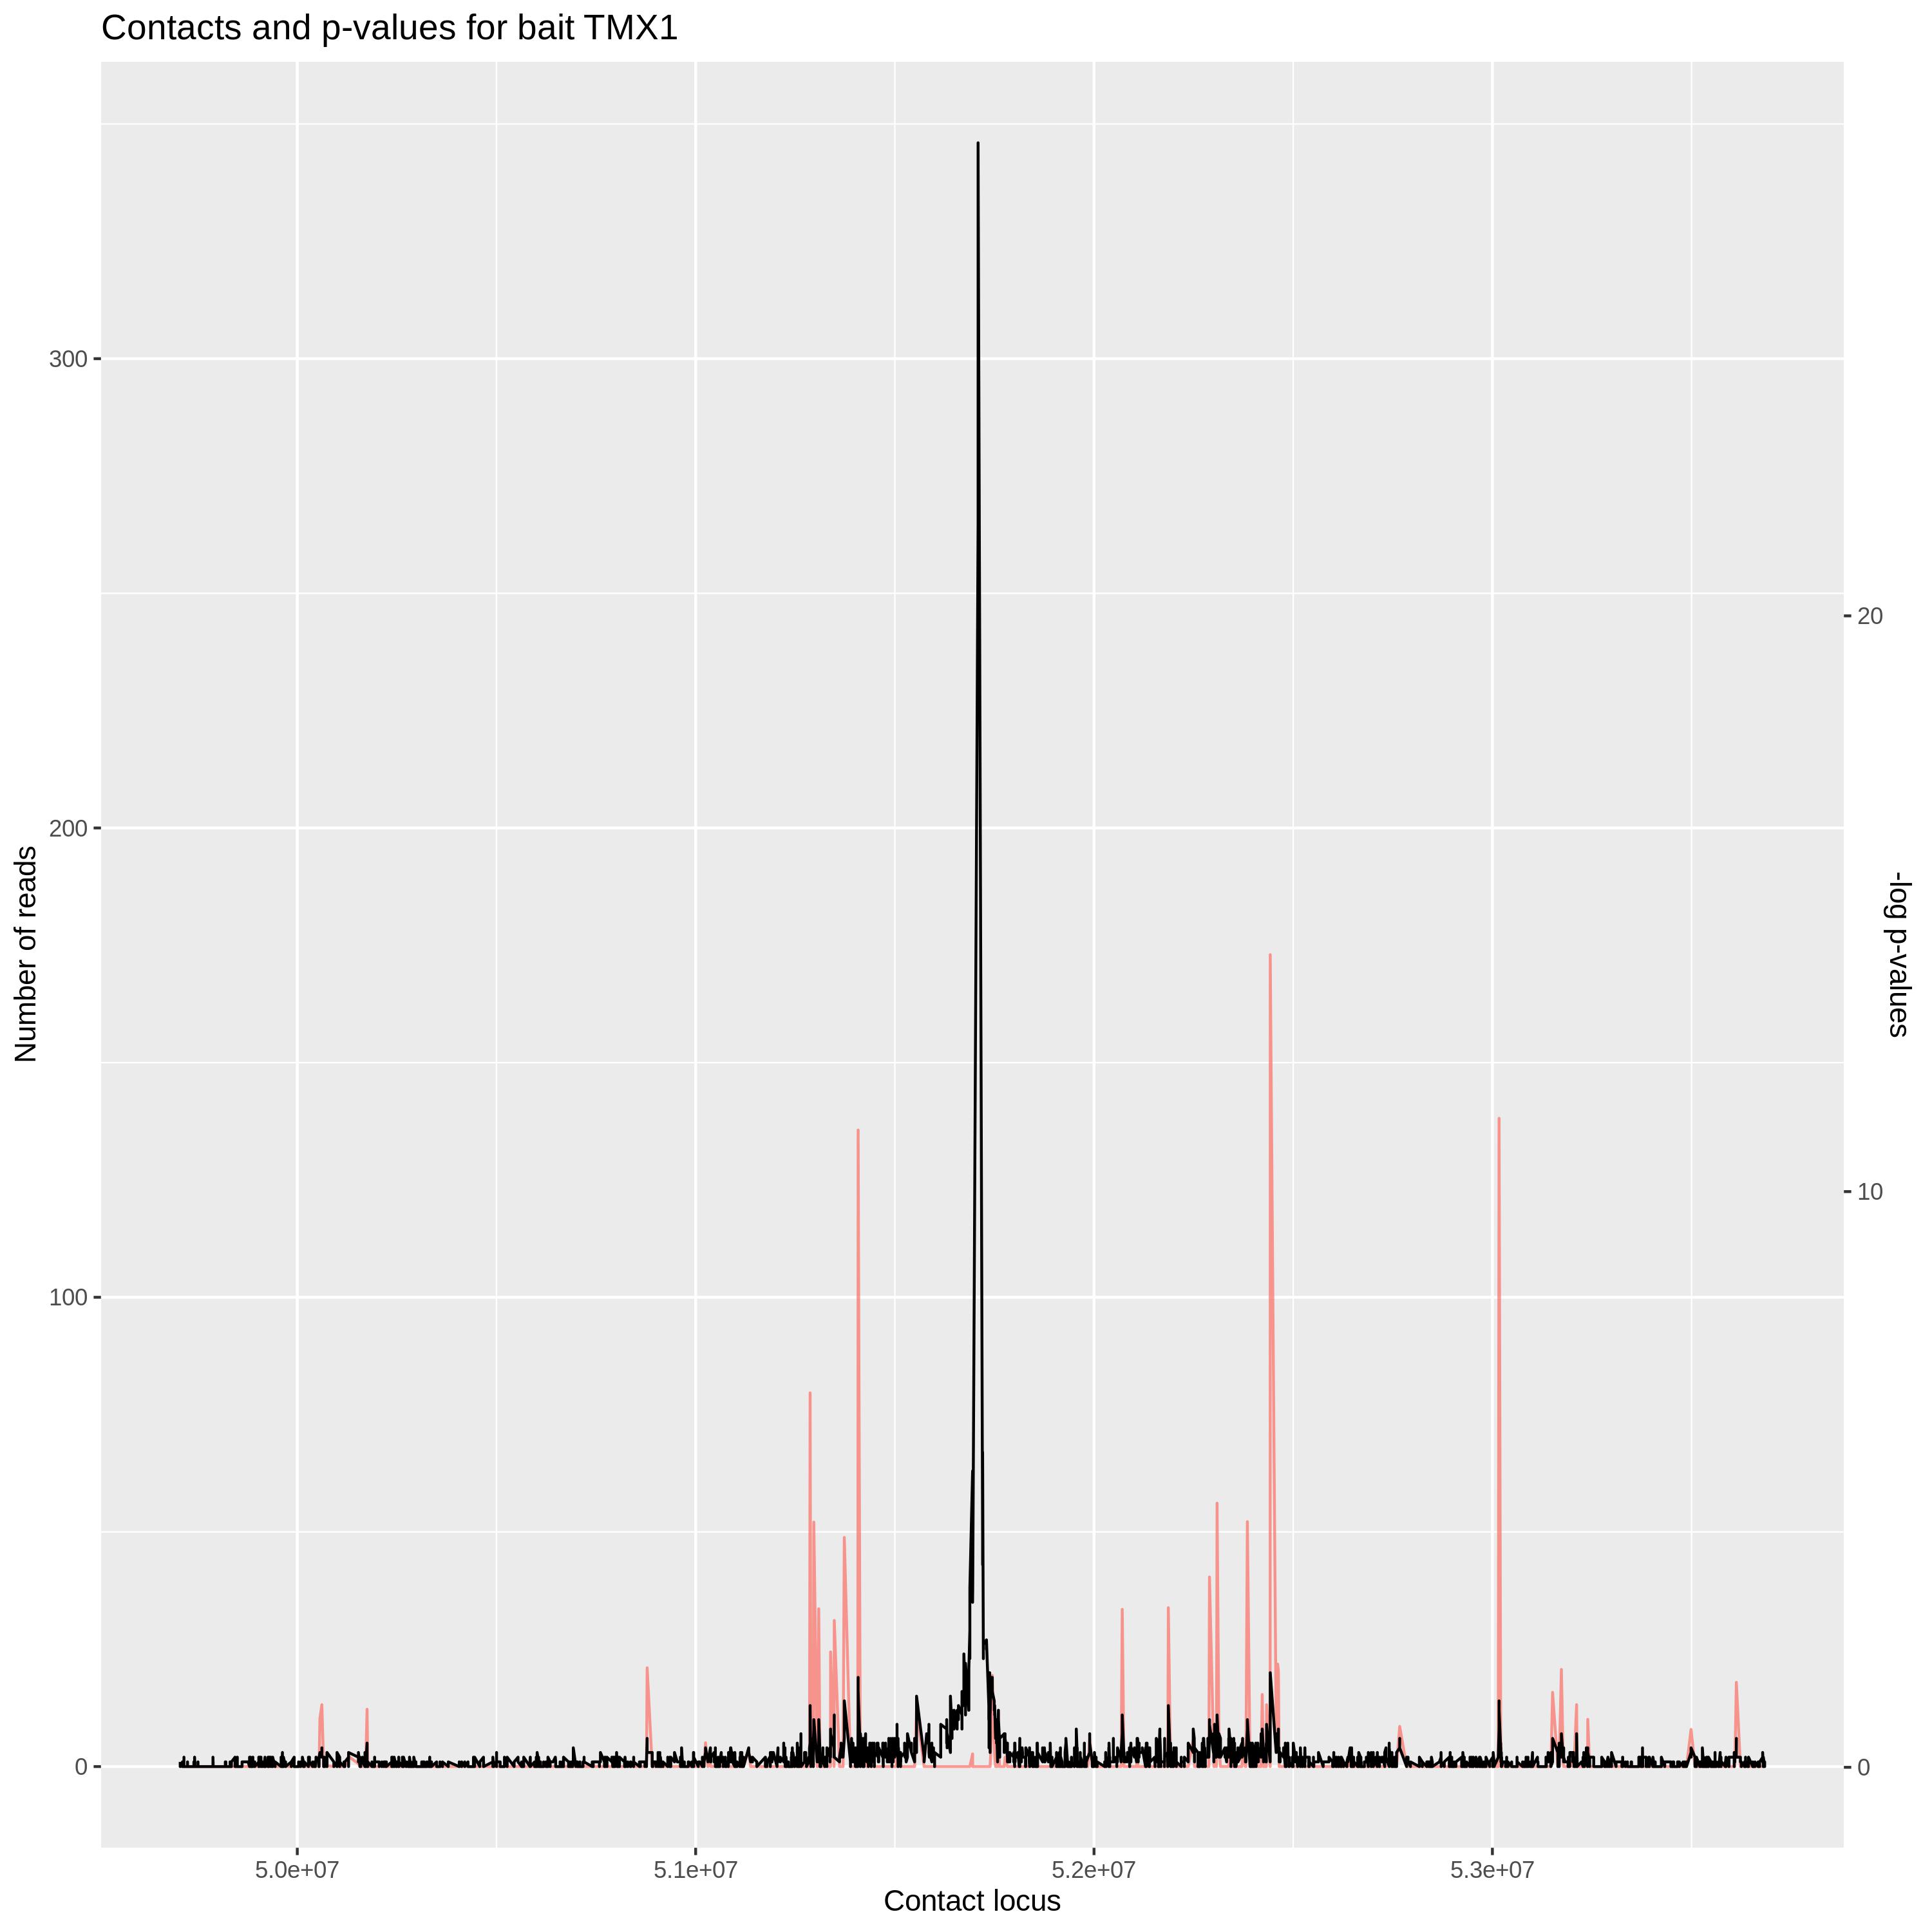 Contacts and p-values for bait TMX1
Number of reads
300
200
100
0
-log p-values
20
10
0
5.0e+07
5.1e+07
5.2e+07
5.3e+07
Contact locus